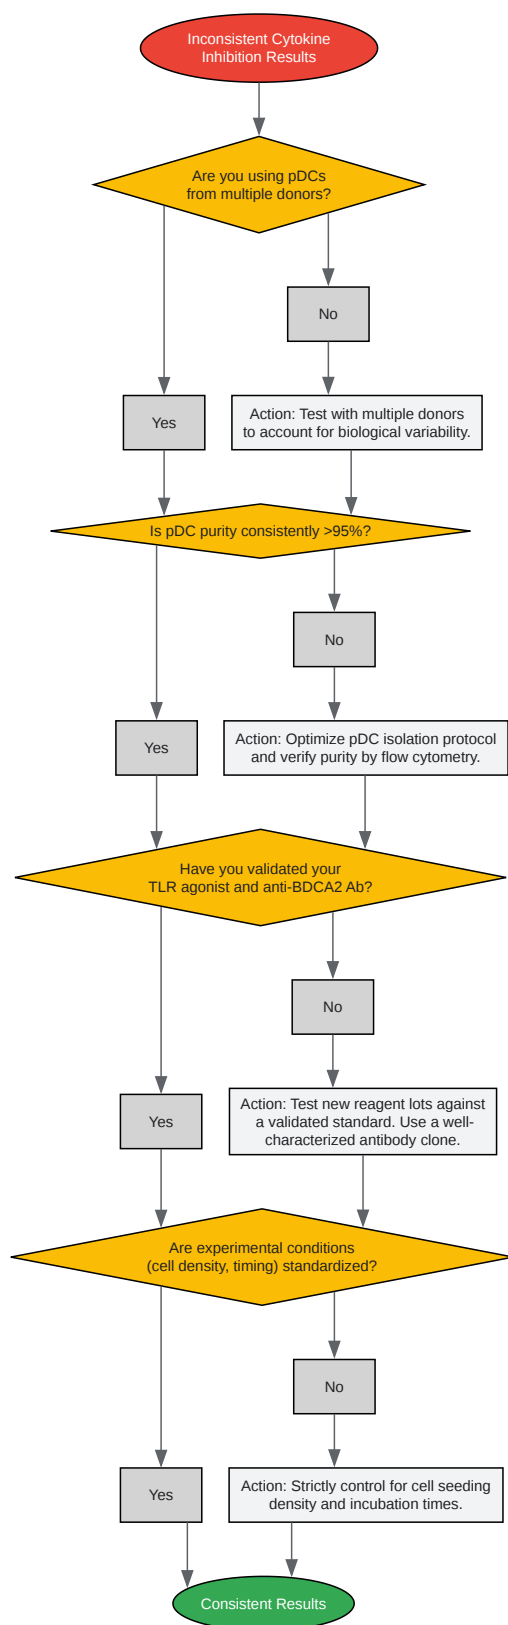 Inconsistent Cytokine
Inhibition Results
Are you using pDCs
from multiple donors?
No
Yes
Action: Test with multiple donors
to account for biological variability.
Is pDC purity consistently >95%?
No
Yes
Action: Optimize pDC isolation protocol
and verify purity by flow cytometry.
Have you validated your
TLR agonist and anti-BDCA2 Ab?
No
Yes
Action: Test new reagent lots against
a validated standard. Use a well-
characterized antibody clone.
Are experimental conditions
(cell density, timing) standardized?
No
Yes
Action: Strictly control for cell seeding
density and incubation times.
Consistent Results